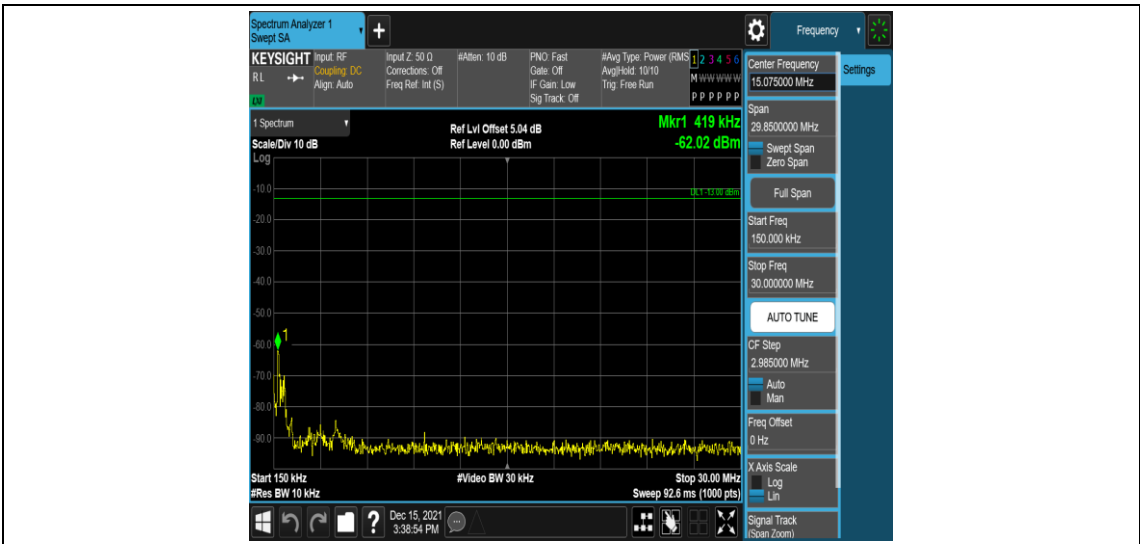 Spectrum Analyzer 1
Swept SA
+
Frequency
KEYSIGHT
RL
LXI
Input: RF
Coupling: DC
Align: Auto
Input Z: 50 Ω
Corrections: Off
Freq Ref: Int (S)
#Atten: 10 dB
PNO: Fast
Gate: Off
IF Gain: Low
Sig Track: Off
#Avg Type: Power (RMS
Avg|Hold: 10/10
Trig: Free Run
1 2 3 4 5 6
M W W W W W
P P P P P P
1 Spectrum
Scale/Div 10 dB
Log
Ref Lvl Offset 5.04 dB
Ref Level 0.00 dBm
Mkr1 419 kHz
-62.02 dBm
DL1 -13.00 dBm
-10.0
-20.0
-30.0
-40.0
-50.0
1
-60.0
-70.0
-80.0
-90.0
Start 150 kHz
#Res BW 10 kHz
#Video BW 30 kHz
Stop 30.00 MHz
Sweep 92.6 ms (1000 pts)
?
Dec 15, 2021
3:38:54 PM
Center Frequency
15.075000 MHz
Settings
Span
29.8500000 MHz
Swept Span
Zero Span
Full Span
Start Freq
150.000 kHz
Stop Freq
30.000000 MHz
AUTO TUNE
CF Step
2.985000 MHz
Auto
Man
Freq Offset
0 Hz
X Axis Scale
Log
Lin
Signal Track
(Span Zoom)